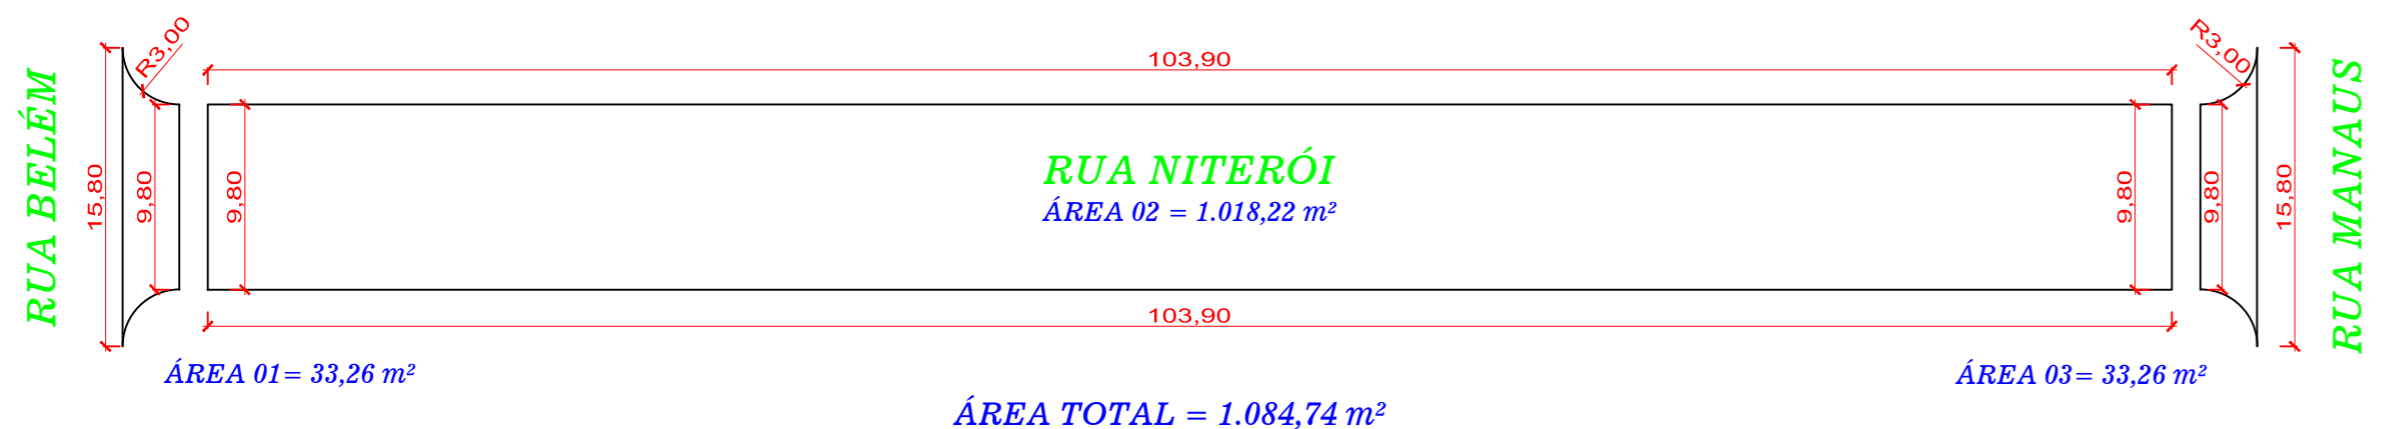 R3,00
R3,00
103,90
RUA BELÉM
15,80
9,80
9,80
RUA NITERÓI
ÁREA 02 = 1.018,22 m²
9,80
9,80
15,80
RUA MANAUS
103,90
ÁREA 01= 33,26 m²
ÁREA 03= 33,26 m²
ÁREA TOTAL = 1.084,74 m²